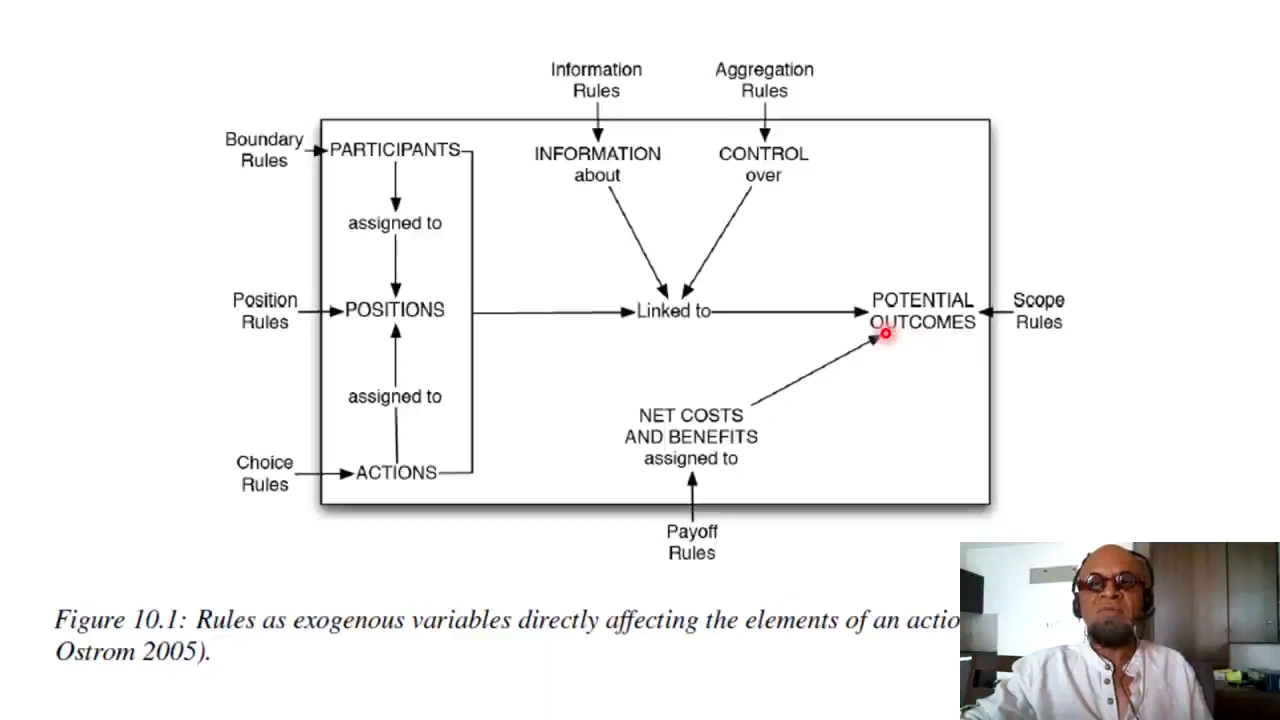 Information
Rules
Aggregation
Rules
Boundary
Rules
PARTICIPANTS
INFORMATION
about
CONTROL
over
assigned to
Position
Rules
POSITIONS
Linked to
POTENTIAL
OUTCOMES
Scope
Rules
assigned to
NET COSTS
AND BENEFITS
assigned to
Choice
Rules
ACTIONS
Payoff
Rules
Figure 10.1: Rules as exogenous variables directly affecting the elements of an actio
Ostrom 2005).